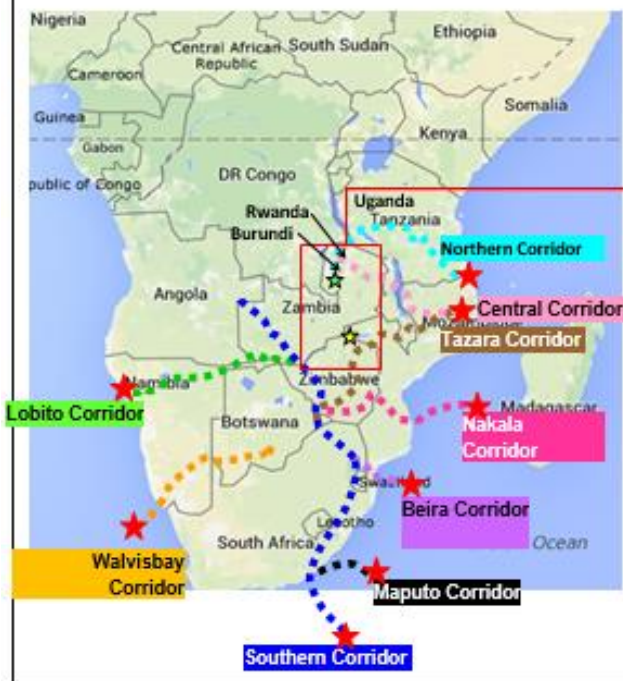 Nigeria
Ethiopia
Central African
Republic
South Sudan
Cameroon
Somalia
Guinea
Gabon
Kenya
public of Congo
DR Congo
Uganda
Rwanda
Tanzania
Burundi
Northern Corridor
Angola
Zambia
Central Corridor
Tazara Corridor
Namibia
Zimbabwe
Lobito Corridor
Botswana
Madagascar
Nakala
Corridor
Beira Corridor
Lesotho
South Africa
Ocean
Walvisbay
Corridor
Maputo Corridor
Southern Corridor